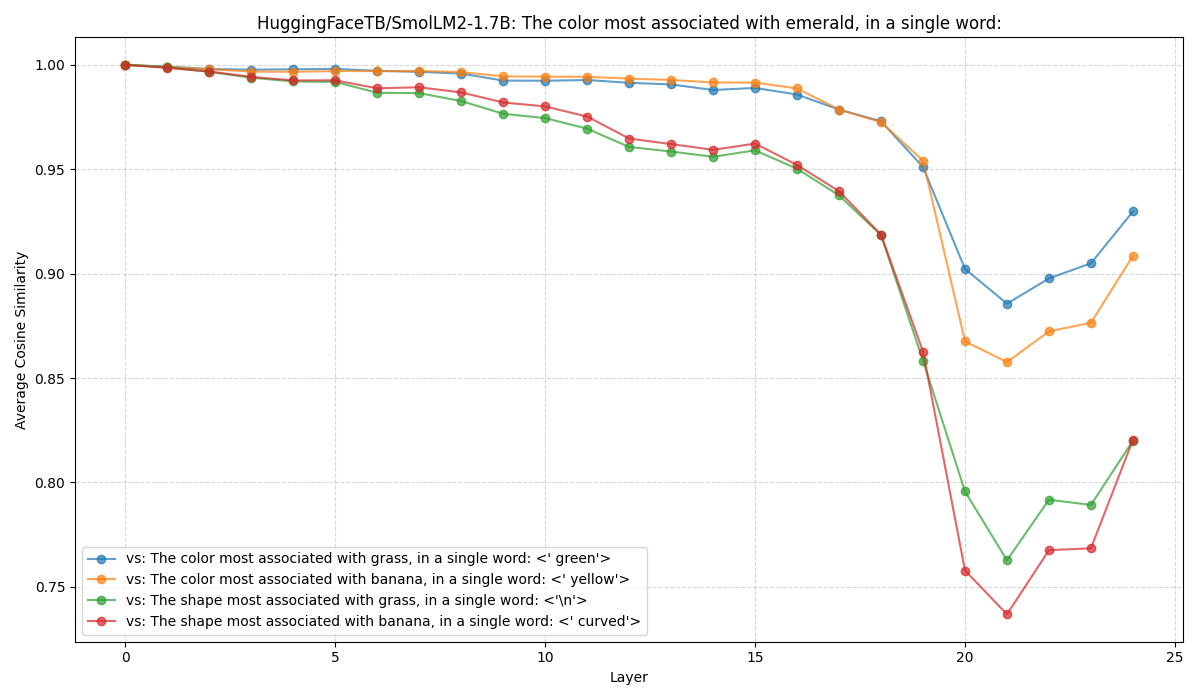 HuggingFaceTB/SmolLM2-1.7B: The color most associated with emerald, in a single word:
Average Cosine Similarity
1.00
0.95
0.90
0.85
0.80
0.75
vs: The color most associated with grass, in a single word: <' green'>
vs: The color most associated with banana, in a single word: <' yellow'>
vs: The shape most associated with grass, in a single word: <'\n'>
vs: The shape most associated with banana, in a single word: <' curved'>
0 5 10 15 20 25
Layer